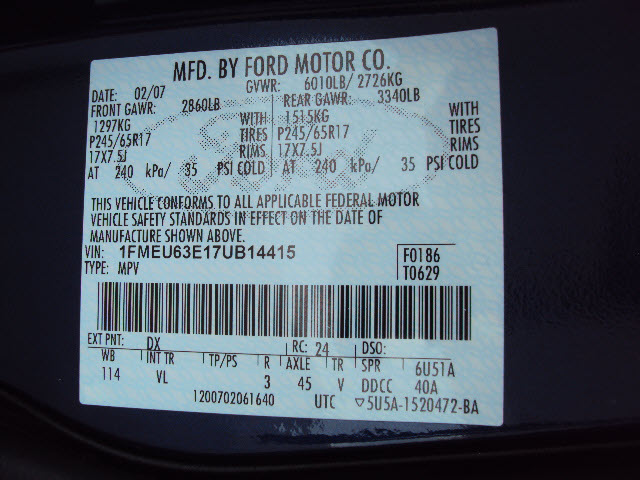 MFD. BY FORD MOTOR CO.
DATE: 02/07 GVWR: 6010LB/ 2726KG
FRONT GAWR: 2860LB REAR GAWR: 3340LB
1297KG WITH 1515KG WITH
P245/65R17 TIRES P245/65R17 TIRES
17X7.5J RIMS 17X7.5J RIMS
AT 240 kPa/ 35 PSI COLD AT 240 kPa/ 35 PSI COLD
THIS VEHICLE CONFORMS TO ALL APPLICABLE FEDERAL MOTOR
VEHICLE SAFETY STANDARDS IN EFFECT ON THE DATE OF
MANUFACTURE SHOWN ABOVE.
VIN: 1FMEU63E17UB14415 F0186
TYPE: MPV T0629
EXT PNT: DX RC: 24 DSO:
WB INT TR TP/PS R AXLE TR SPR 6U51A
114 VL 3 45 V DDCC 40A
1200702061640 UTC ▽5U5A-1520472-BA